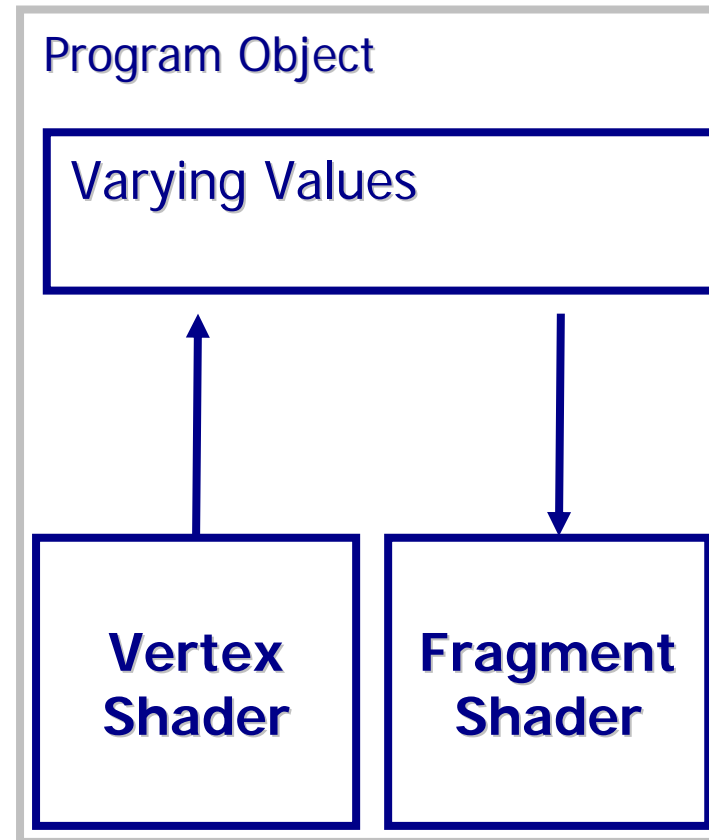 Program Object
Varying Values
Vertex
Shader
Fragment
Shader